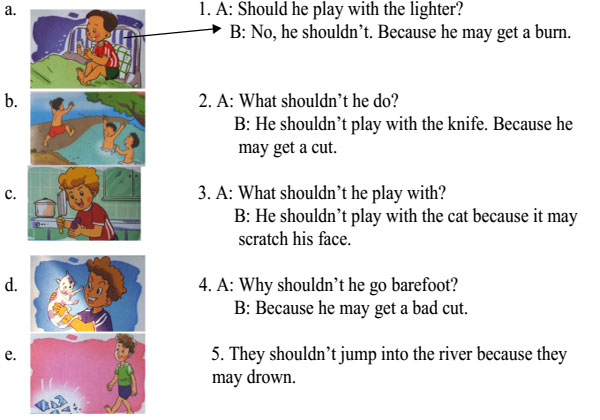 a.
1. A: Should he play with the lighter?
B: No, he shouldn’t. Because he may get a burn.
b.
2. A: What shouldn’t he do?
B: He shouldn’t play with the knife. Because he
may get a cut.
c.
3. A: What shouldn’t he play with?
B: He shouldn’t play with the cat because it may
scratch his face.
d.
4. A: Why shouldn’t he go barefoot?
B: Because he may get a bad cut.
e.
5. They shouldn’t jump into the river because they
may drown.